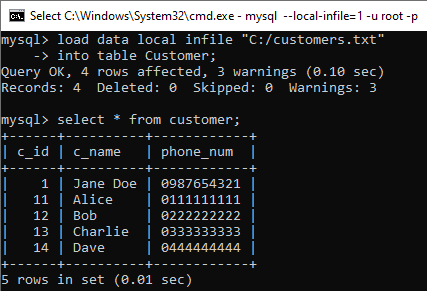 Select C:\Windows\System32\cmd.exe - mysql --local-infile=1 -u root -p
mysql> load data local infile "C:/customers.txt"
    -> into table Customer;
Query OK, 4 rows affected, 3 warnings (0.10 sec)
Records: 4  Deleted: 0  Skipped: 0  Warnings: 3

mysql> select * from customer;
+------+----------+------------+
| c_id | c_name   | phone_num  |
+------+----------+------------+
|    1 | Jane Doe | 0987654321 |
|   11 | Alice    | 0111111111 |
|   12 | Bob      | 0222222222 |
|   13 | Charlie  | 0333333333 |
|   14 | Dave     | 0444444444 |
+------+----------+------------+
5 rows in set (0.01 sec)